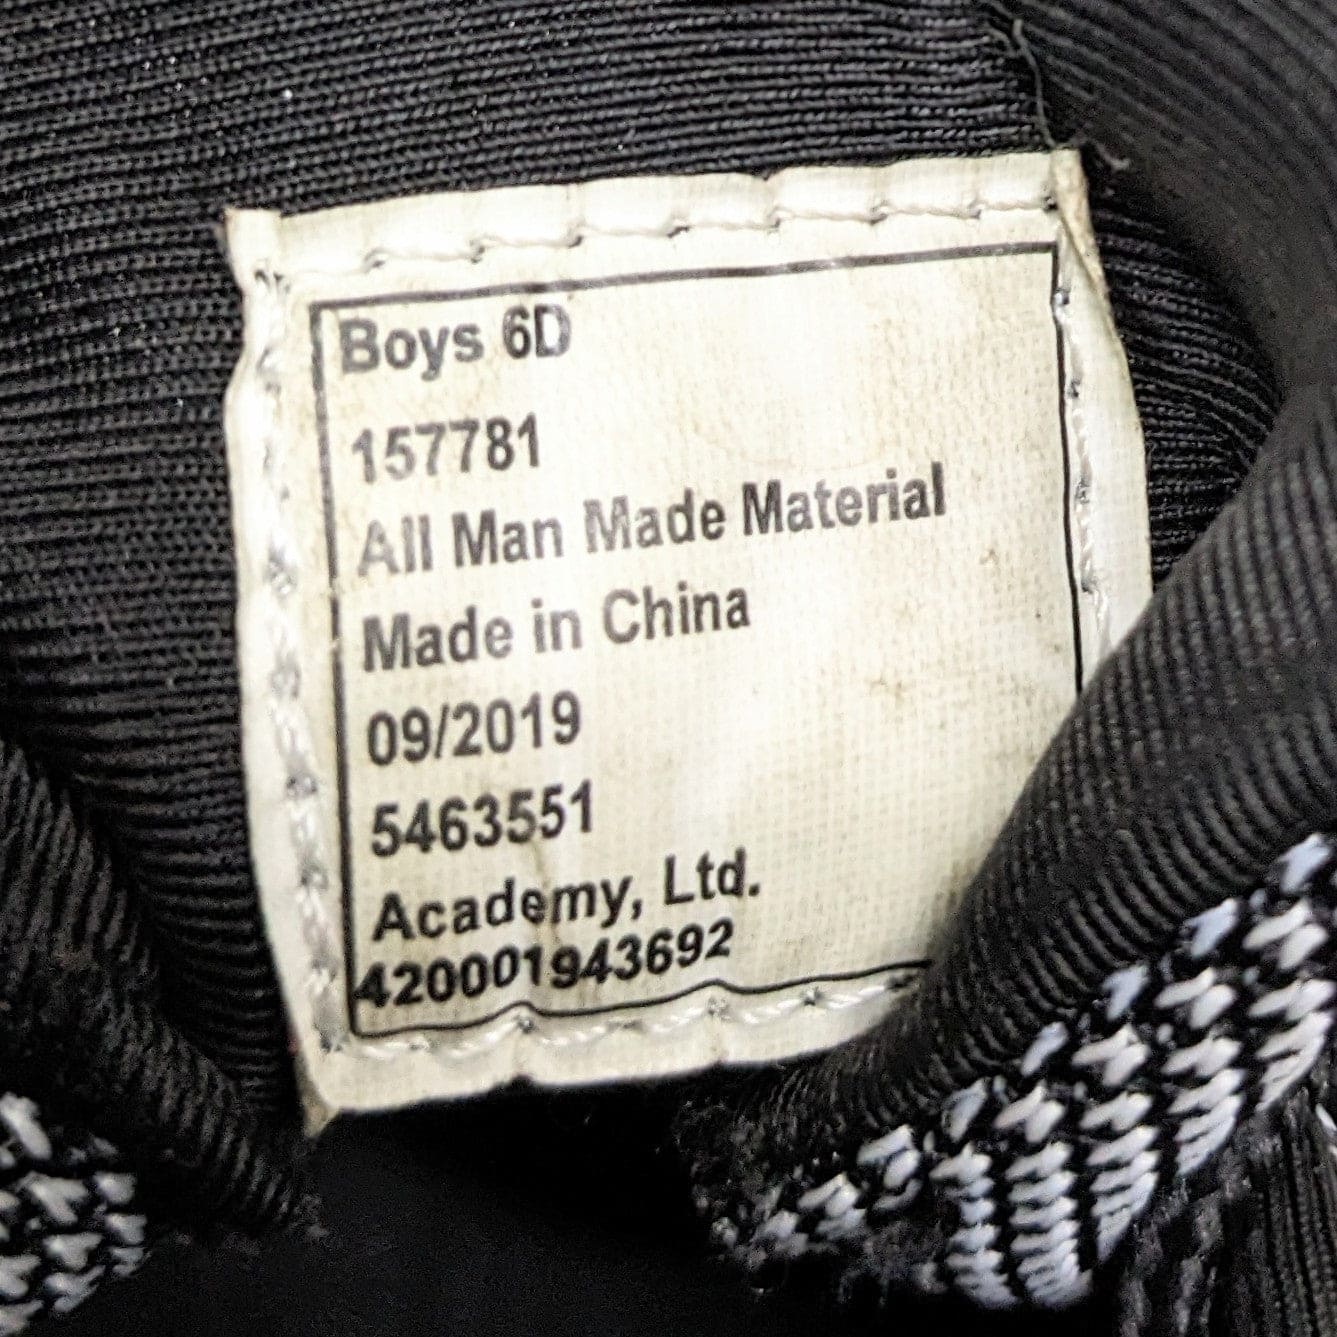 Boys 6D
157781
All Man Made Material
Made in China
09/2019
5463551
Academy, Ltd.
420001943692